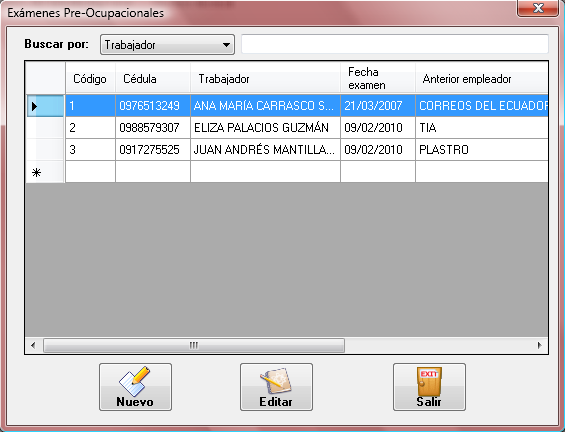 Exámenes Pre-Ocupacionales
Buscar por: Trabajador
Código Cédula Trabajador Fecha examen Anterior empleador
1 0976513249 ANA MARÍA CARRASCO S... 21/03/2007 CORREOS DEL ECUADOR
2 0988579307 ELIZA PALACIOS GUZMÁN 09/02/2010 TIA
3 0917275525 JUAN ANDRÉS MANTILLA... 09/02/2010 PLASTRO
Nuevo Editar EXIT Salir